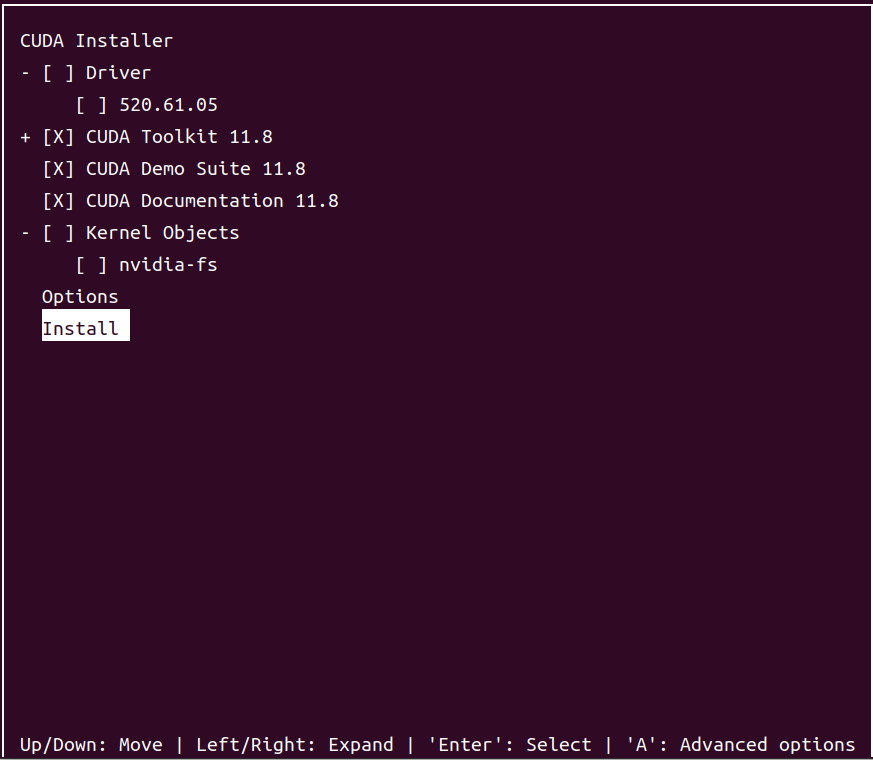 CUDA Installer
- [ ] Driver
[ ] 520.61.05
+ [X] CUDA Toolkit 11.8
[X] CUDA Demo Suite 11.8
[X] CUDA Documentation 11.8
- [ ] Kernel Objects
[ ] nvidia-fs
Options
Install
Up/Down: Move | Left/Right: Expand | 'Enter': Select | 'A': Advanced options